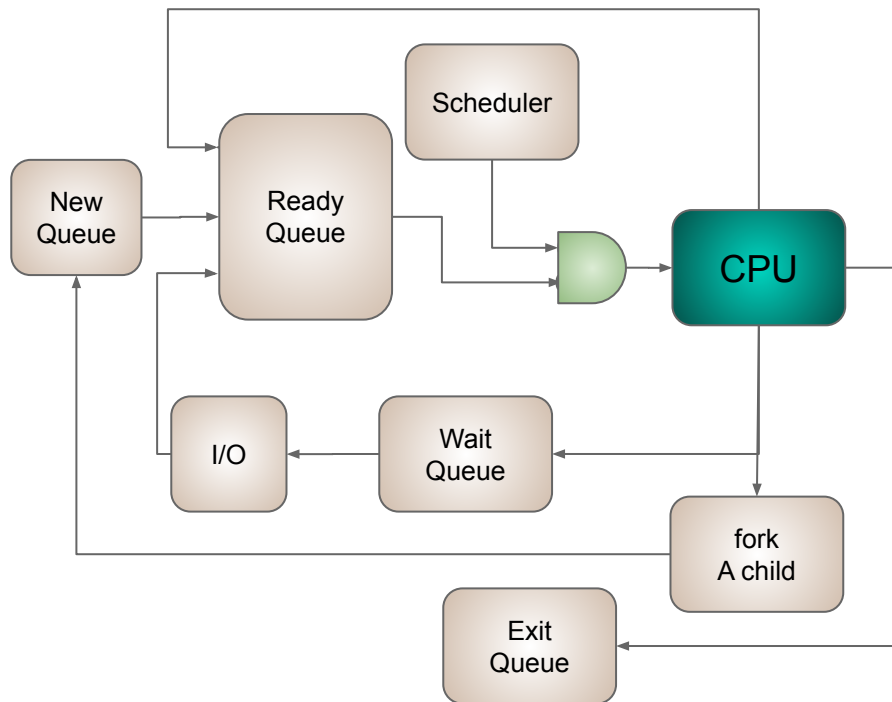 Scheduler
New
Queue
Ready
Queue
CPU
I/O
Wait
Queue
fork
A child
Exit
Queue